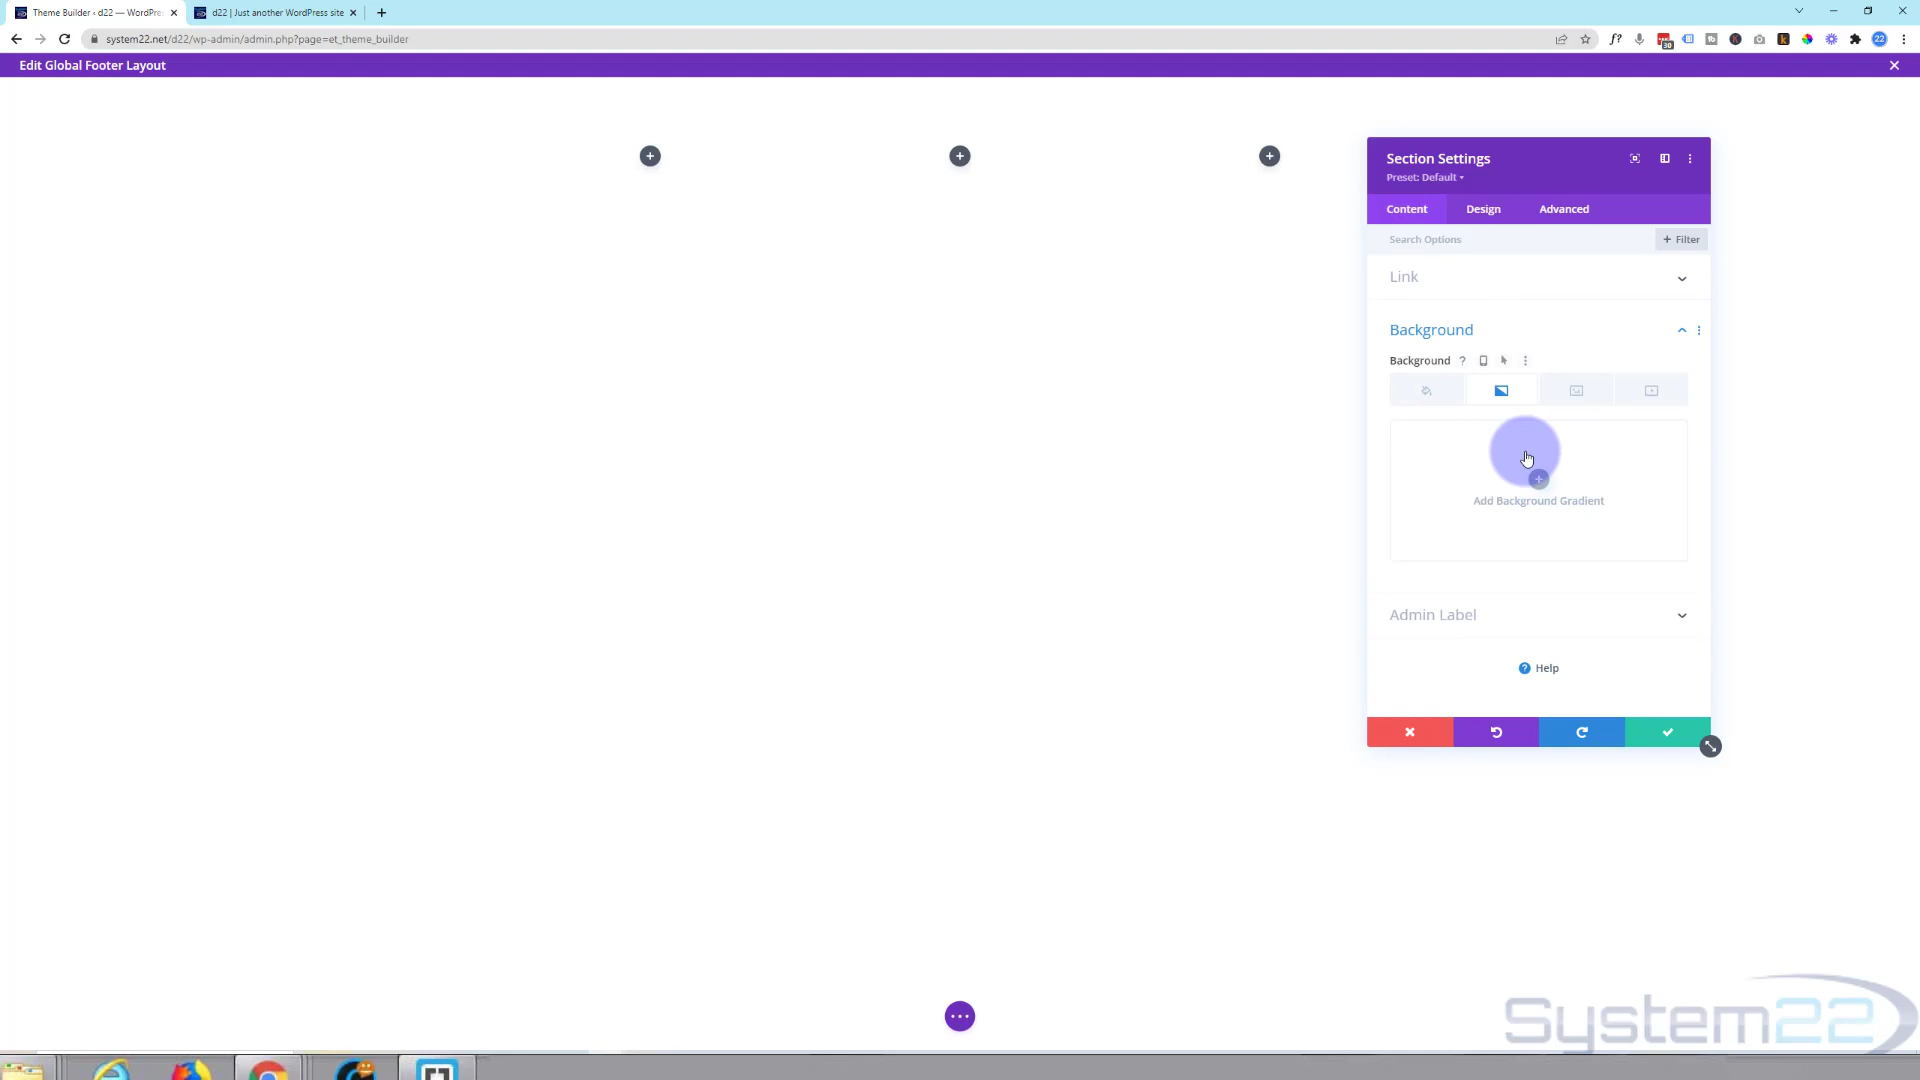 Theme Builder ‹ d22 — WordPre
d22 | Just another WordPress site
system22.net/d22/wp-admin/admin.php?page=et_theme_builder
f?
30
22
Edit Global Footer Layout
Section Settings
Preset: Default
Content
Design
Advanced
Search Options
+ Filter
Link
Background
Background
Add Background Gradient
Admin Label
Help
System22